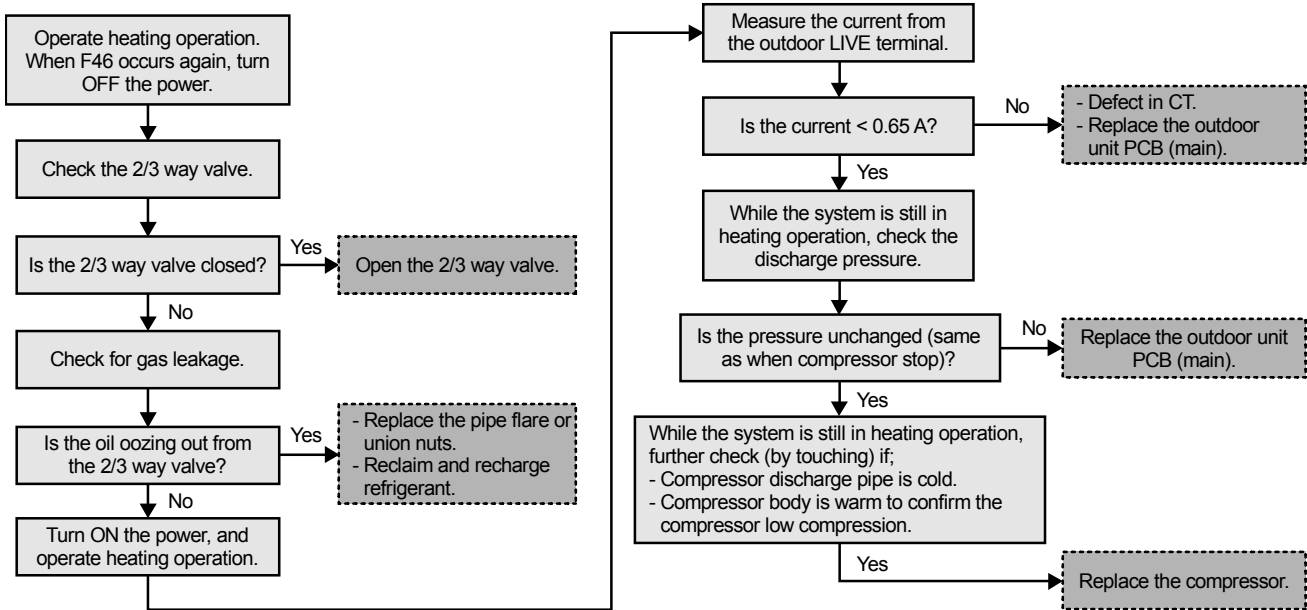 Operate heating operation.
When F46 occurs again, turn
OFF the power.
Check the 2/3 way valve.
Is the 2/3 way valve closed?
Yes
Open the 2/3 way valve.
No
Check for gas leakage.
Is the oil oozing out from
the 2/3 way valve?
Yes
- Replace the pipe flare or
union nuts.
- Reclaim and recharge
refrigerant.
No
Turn ON the power, and
operate heating operation.
Measure the current from
the outdoor LIVE terminal.
Is the current < 0.65 A?
No
- Defect in CT.
- Replace the outdoor
unit PCB (main).
Yes
While the system is still in
heating operation, check the
discharge pressure.
Is the pressure unchanged (same
as when compressor stop)?
No
Replace the outdoor unit
PCB (main).
Yes
While the system is still in heating operation,
further check (by touching) if;
- Compressor discharge pipe is cold.
- Compressor body is warm to confirm the
compressor low compression.
Yes
Replace the compressor.